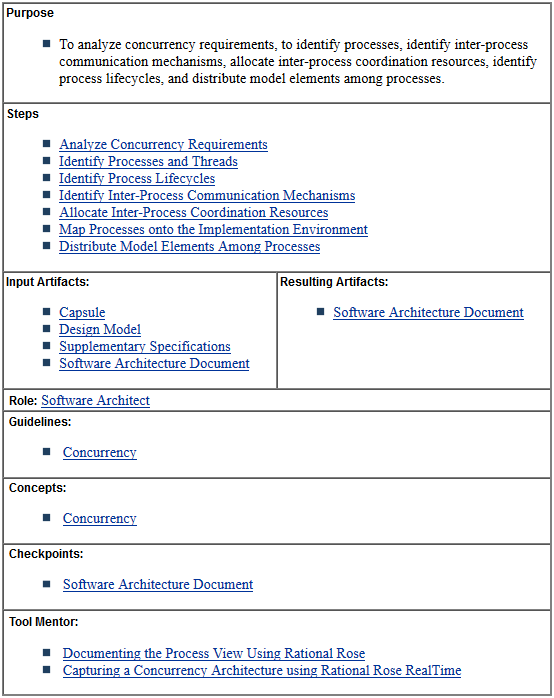 Purpose
To analyze concurrency requirements, to identify processes, identify inter-process
communication mechanisms, allocate inter-process coordination resources, identify
process lifecycles, and distribute model elements among processes.
Steps
Analyze Concurrency Requirements
Identify Processes and Threads
Identify Process Lifecycles
Identify Inter-Process Communication Mechanisms
Allocate Inter-Process Coordination Resources
Map Processes onto the Implementation Environment
Distribute Model Elements Among Processes
Input Artifacts:
Capsule
Design Model
Supplementary Specifications
Software Architecture Document
Resulting Artifacts:
Software Architecture Document
Role: Software Architect
Guidelines:
Concurrency
Concepts:
Concurrency
Checkpoints:
Software Architecture Document
Tool Mentor:
Documenting the Process View Using Rational Rose
Capturing a Concurrency Architecture using Rational Rose RealTime